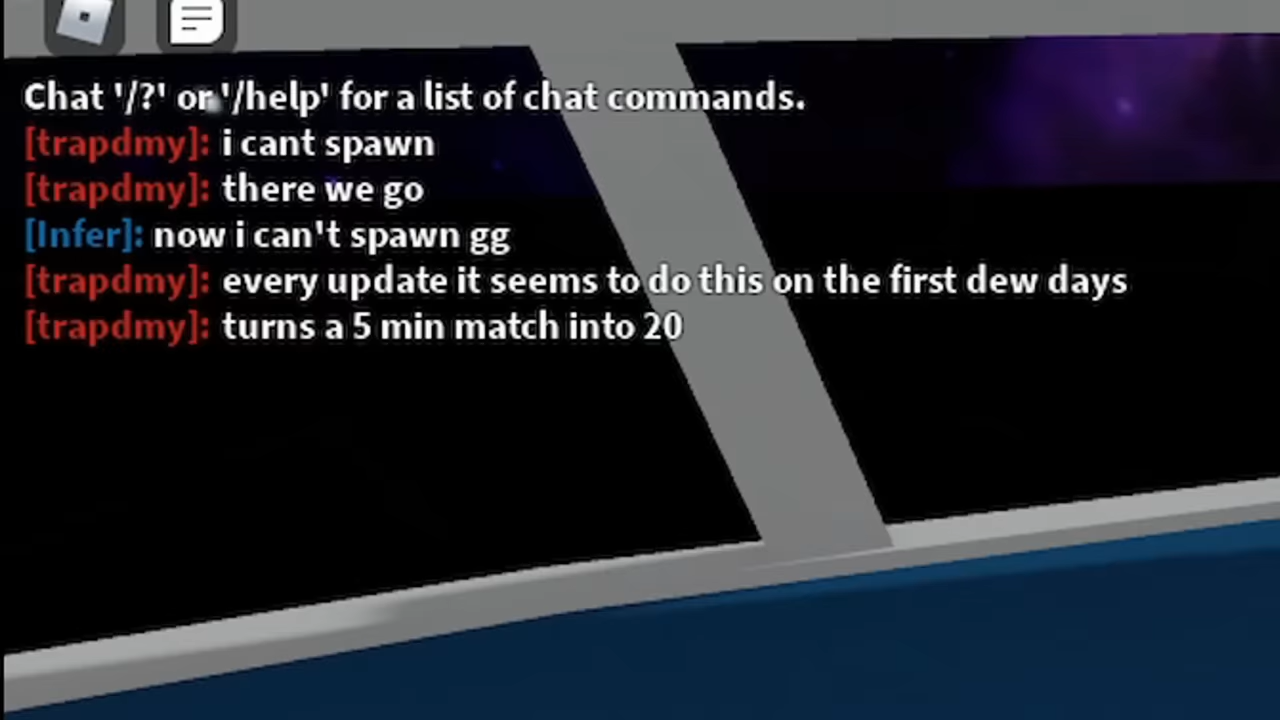 Chat '/?' or '/help' for a list of chat commands.
[trapdmy]: i cant spawn
[trapdmy]: there we go
[Infer]: now i can't spawn gg
[trapdmy]: every update it seems to do this on the first dew days
[trapdmy]: turns a 5 min match into 20